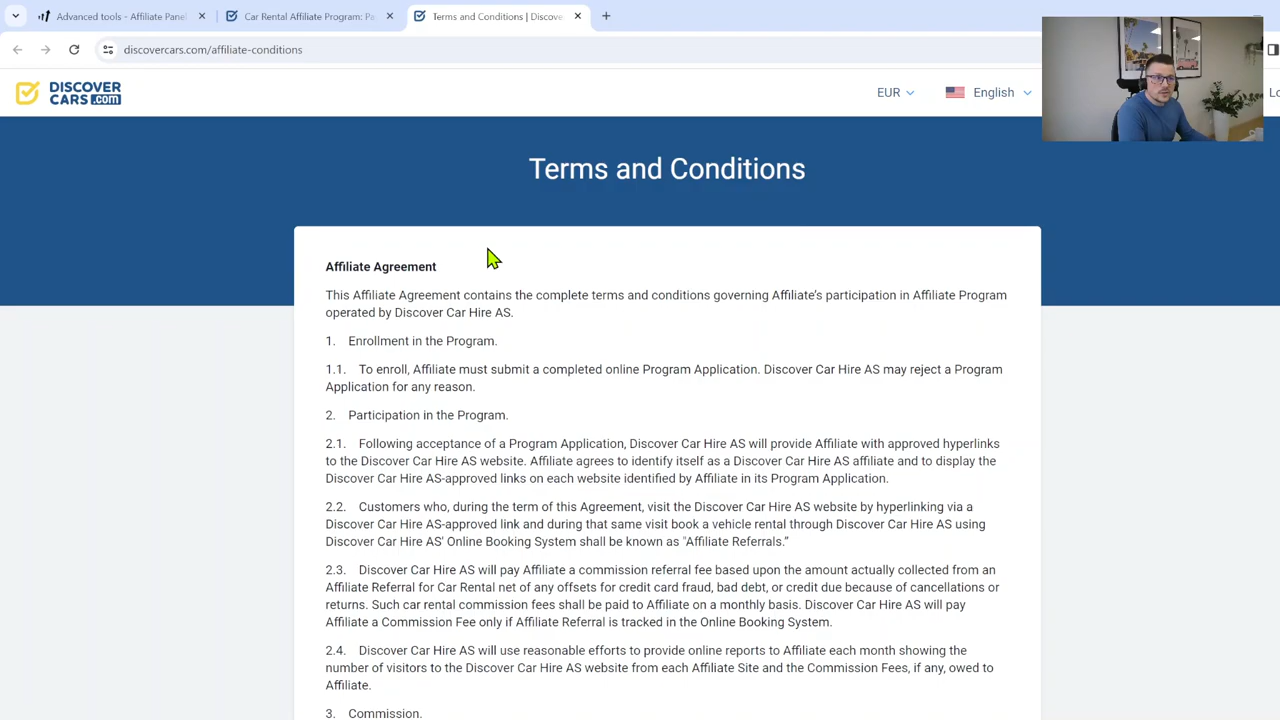 Advanced tools - Affiliate Panel
Car Rental Affiliate Program: Pa
Terms and Conditions | Discove
discovercars.com/affiliate-conditions
DISCOVER
CARS.com
EUR
English
Lo
Terms and Conditions
Affiliate Agreement
This Affiliate Agreement contains the complete terms and conditions governing Affiliate's participation in Affiliate Program
operated by Discover Car Hire AS.
1. Enrollment in the Program.
1.1. To enroll, Affiliate must submit a completed online Program Application. Discover Car Hire AS may reject a Program
Application for any reason.
2. Participation in the Program.
2.1. Following acceptance of a Program Application, Discover Car Hire AS will provide Affiliate with approved hyperlinks
to the Discover Car Hire AS website. Affiliate agrees to identify itself as a Discover Car Hire AS affiliate and to display the
Discover Car Hire AS-approved links on each website identified by Affiliate in its Program Application.
2.2. Customers who, during the term of this Agreement, visit the Discover Car Hire AS website by hyperlinking via a
Discover Car Hire AS-approved link and during that same visit book a vehicle rental through Discover Car Hire AS using
Discover Car Hire AS' Online Booking System shall be known as "Affiliate Referrals."
2.3. Discover Car Hire AS will pay Affiliate a commission referral fee based upon the amount actually collected from an
Affiliate Referral for Car Rental net of any offsets for credit card fraud, bad debt, or credit due because of cancellations or
returns. Such car rental commission fees shall be paid to Affiliate on a monthly basis. Discover Car Hire AS will pay
Affiliate a Commission Fee only if Affiliate Referral is tracked in the Online Booking System.
2.4. Discover Car Hire AS will use reasonable efforts to provide online reports to Affiliate each month showing the
number of visitors to the Discover Car Hire AS website from each Affiliate Site and the Commission Fees, if any, owed to
Affiliate.
3. Commission.